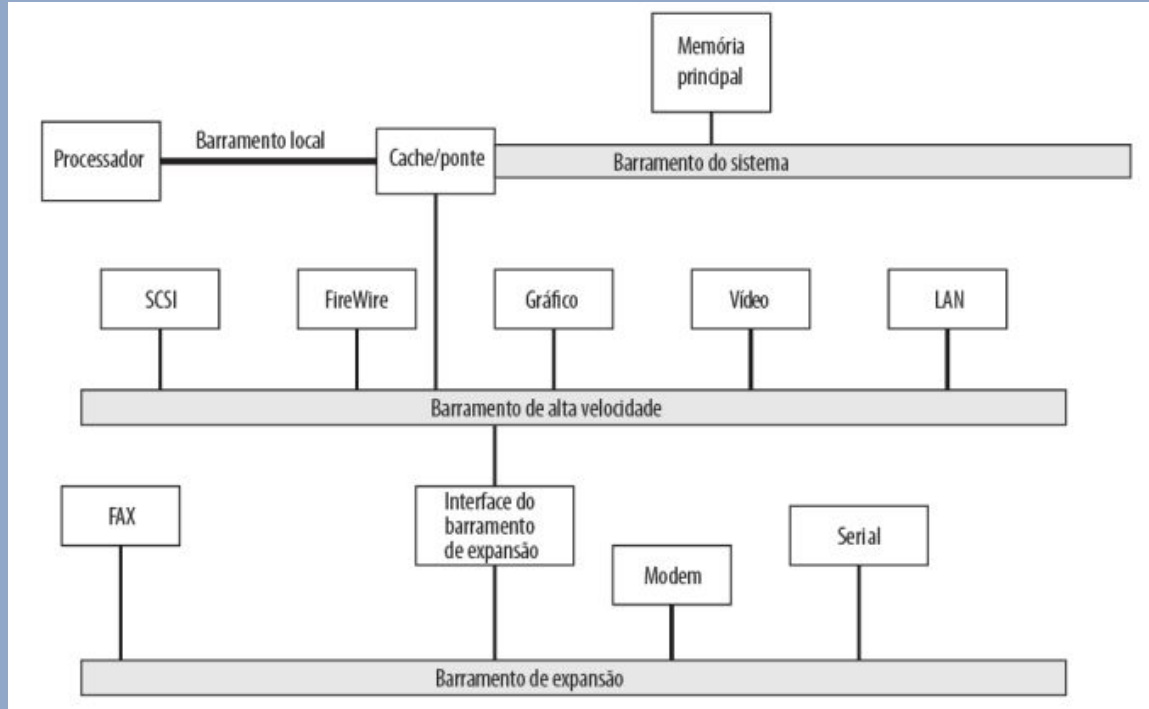 Memória
principal
Barramento local
Processador
Cache/ponte
Barramento do sistema
SCSI
FireWire
Gráfico
Vídeo
LAN
Barramento de alta velocidade
FAX
Interface do
barramento
de expansão
Modem
Serial
Barramento de expansão